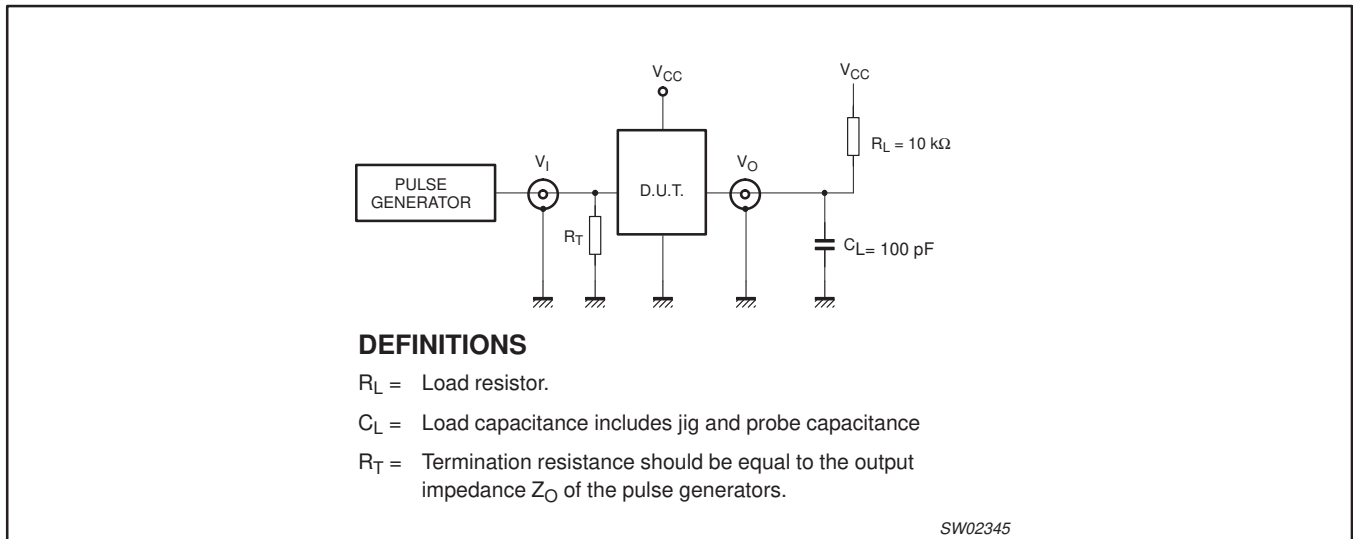 V_CC
V_CC
R_L = 10 kΩ
V_I
V_O
PULSE
GENERATOR
D.U.T.
R_T
C_L= 100 pF
DEFINITIONS
R_L = Load resistor.
C_L = Load capacitance includes jig and probe capacitance
R_T = Termination resistance should be equal to the output
impedance Z_O of the pulse generators.
SW02345